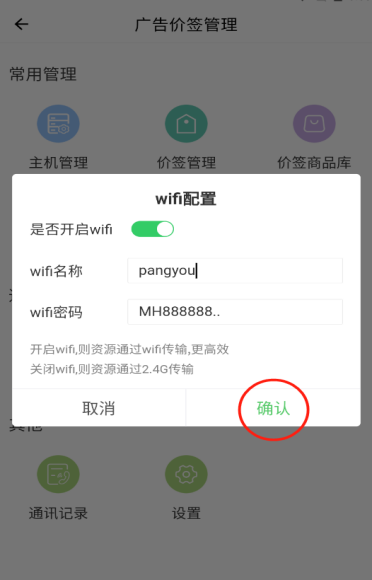 广告价签管理
常用管理
主机管理
价签管理
价签商品库
wifi配置
是否开启wifi
wifi名称
pangyou
wifi密码
MH888888..
开启wifi,则资源通过wifi传输,更高效
关闭wifi,则资源通过2.4G传输
取消
确认
其他
通讯记录
设置